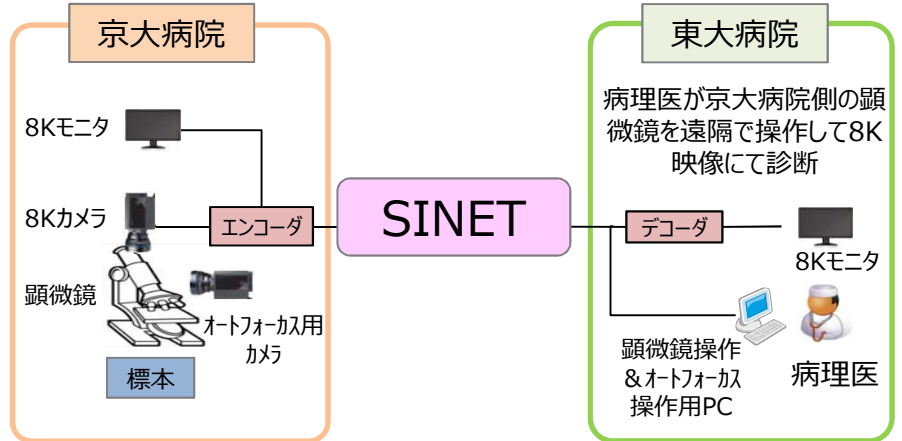 京大病院
8Kモニタ
8Kカメラ
エンコーダ
顕微鏡
オートフォーカス用
カメラ
標本
SINET
東大病院
病理医が京大病院側の顕
微鏡を遠隔で操作して8K
映像にて診断
デコーダ
8Kモニタ
顕微鏡操作
&オートフォーカス
操作用PC
病理医